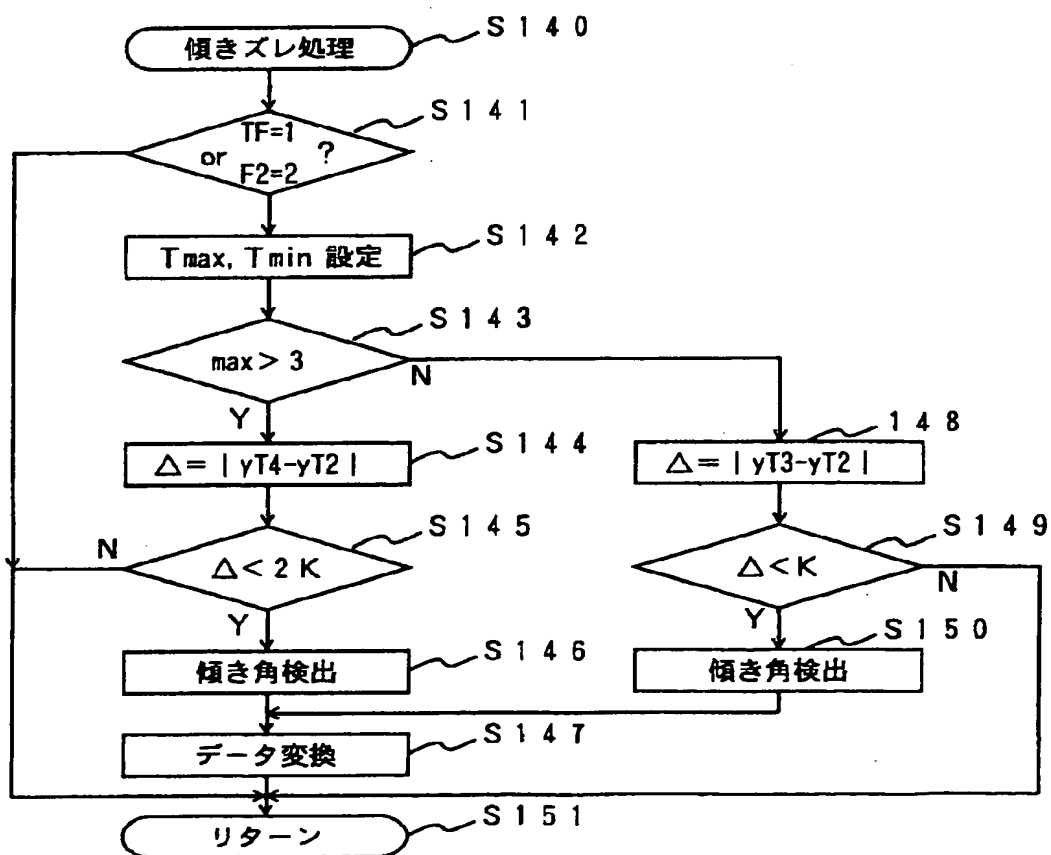 傾きズレ処理
S140
TF=1
or
F2=2
?
S141
Tmax, Tmin 設定
S142
max > 3
S143
N
Y
△= | yT4-yT2 |
S144
△= | yT3-yT2 |
148
△< 2 K
S145
N
Y
△< K
S149
N
Y
傾き角検出
S146
傾き角検出
S150
データ変換
S147
リターン
S151